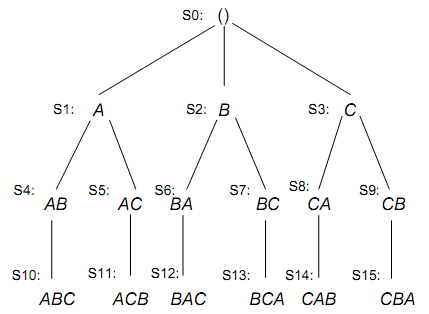 S0: ()
S1: A S2: B S3: C
S4: S5: S6: S7: S8: S9:
AB AC BA BC CA CB
S10: S11: S12: S13: S14: S15:
ABC ACB BAC BCA CAB CBA